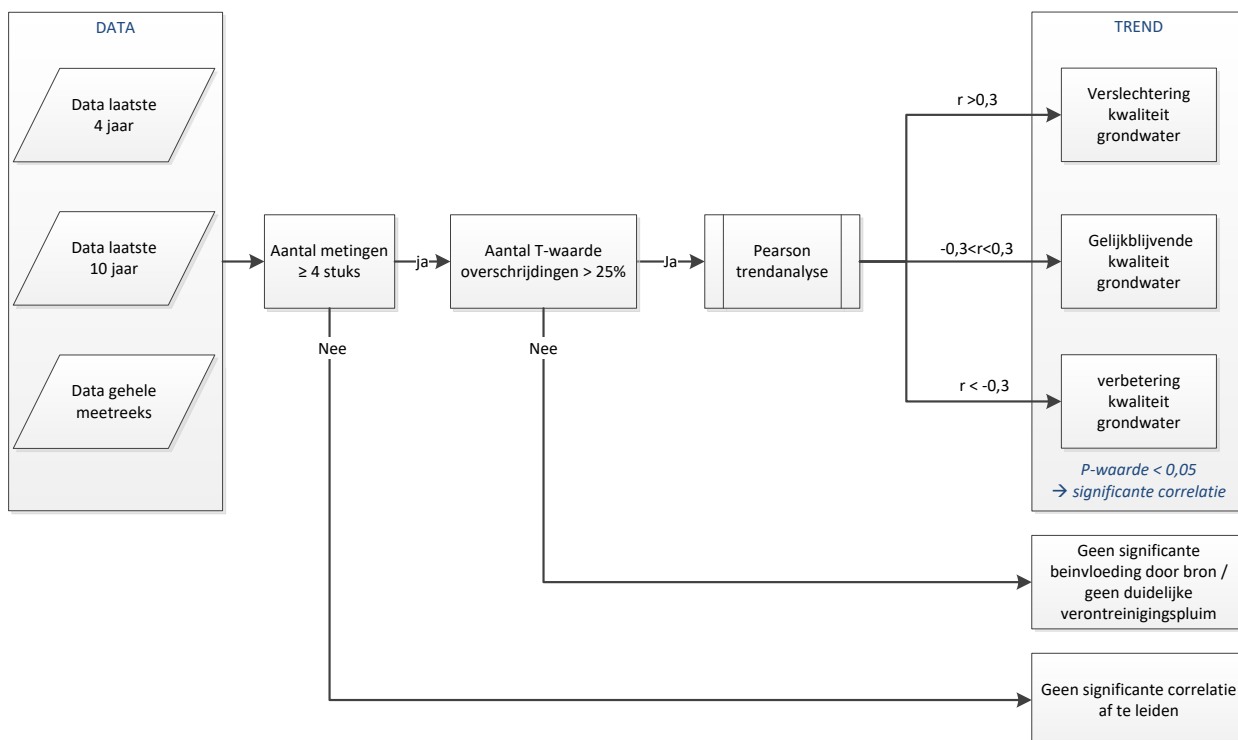 DATA
Data laatste
4 jaar
Data laatste
10 jaar
Data gehele
meetreeks
Aantal metingen
≥ 4 stuks
ja
Nee
Aantal T-waarde
overschrijdingen > 25%
Ja
Nee
Pearson
trendanalyse
r >0,3
-0,3<r<0,3
r < -0,3
TREND
Verslechtering
kwaliteit
grondwater
Gelijkblijvende
kwaliteit
grondwater
verbetering
kwaliteit
grondwater
P-waarde < 0,05
→ significante correlatie
Geen significante
beinvloeding door bron /
geen duidelijke
verontreinigingspluim
Geen significante correlatie
af te leiden